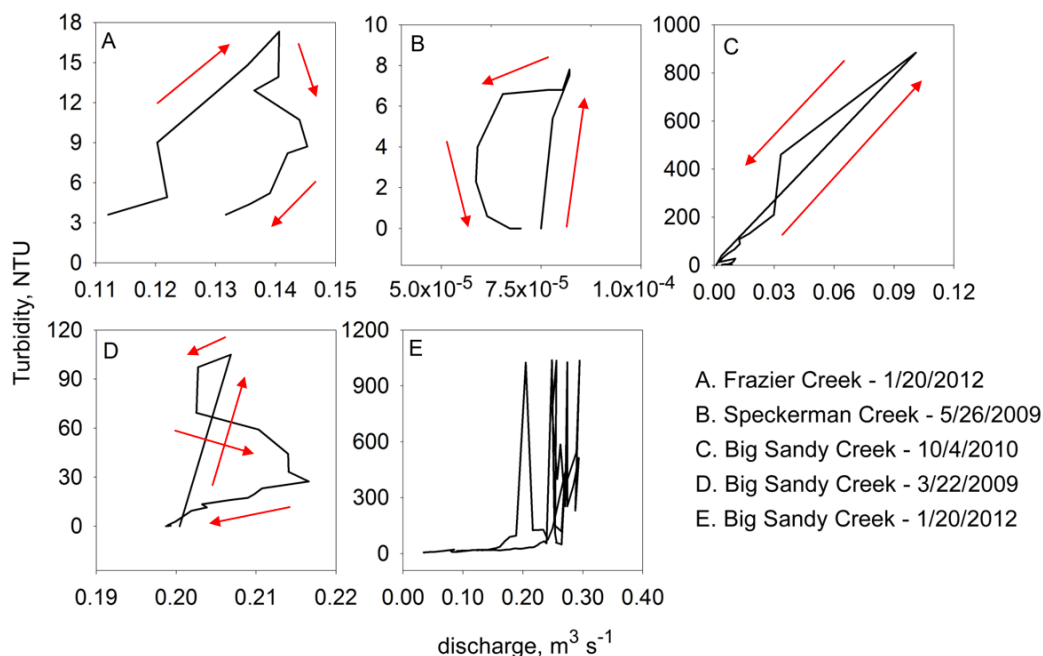 Turbidity, NTU
A
18
15
12
9
6
3
0
0.11 0.12 0.13 0.14 0.15
B
10
8
6
4
2
0
5.0x10⁻⁵ 7.5x10⁻⁵ 1.0x10⁻⁴
C
1000
800
600
400
200
0
0.00 0.03 0.06 0.09 0.12
D
120
90
60
30
0
0.19 0.20 0.21 0.22
E
1200
900
600
300
0
0.00 0.10 0.20 0.30 0.40
discharge, m³ s⁻¹
A. Frazier Creek - 1/20/2012
B. Speckerman Creek - 5/26/2009
C. Big Sandy Creek - 10/4/2010
D. Big Sandy Creek - 3/22/2009
E. Big Sandy Creek - 1/20/2012